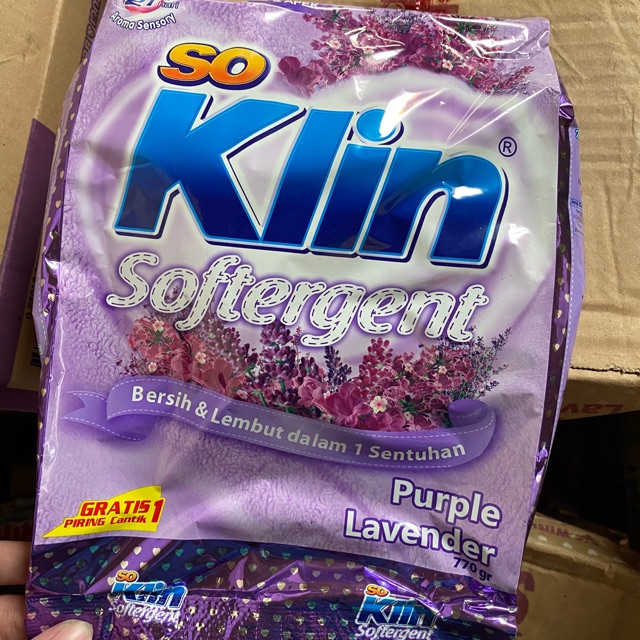 Aroma Sensory
SO
Klin®
Softergent
Bersih & Lembut dalam 1 Sentuhan
GRATIS 1
PIRING Cantik
Purple
Lavender
770 gr
SO
Klin
Softergent
SO
Klin
Softergent